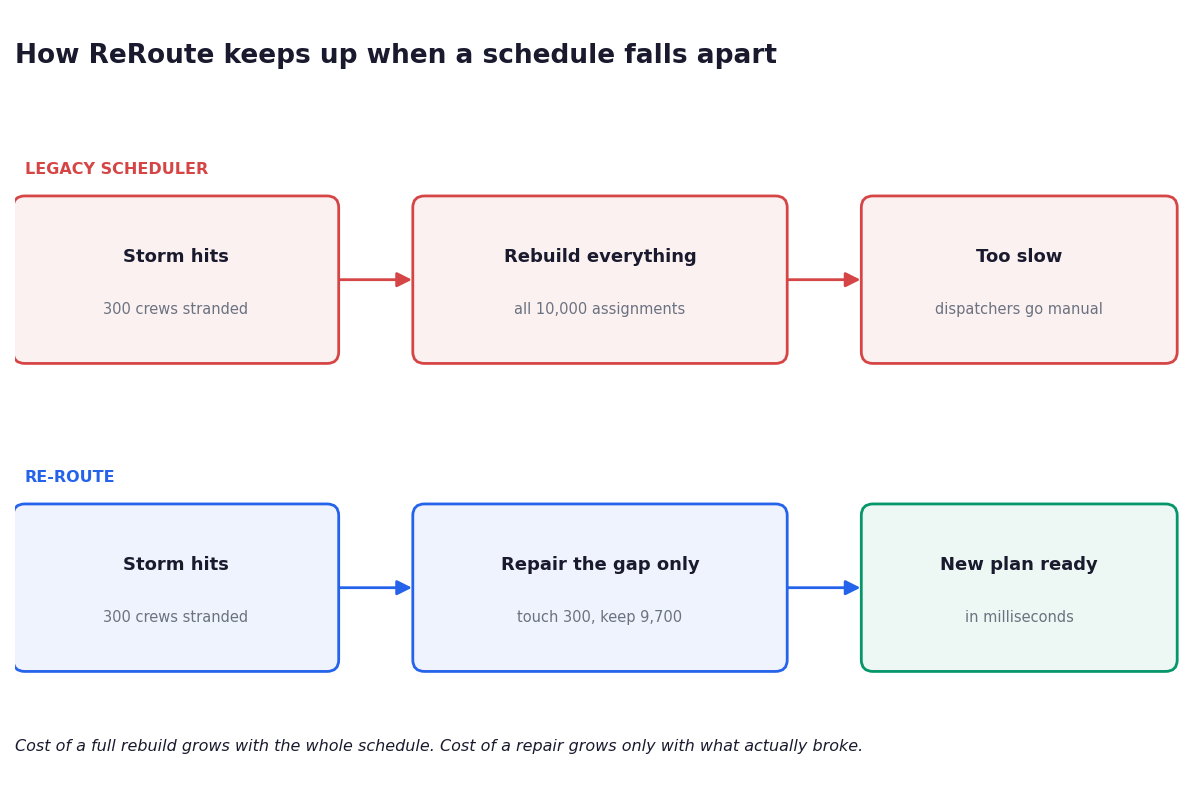 How ReRoute keeps up when a schedule falls apart
LEGACY SCHEDULER
Storm hits
300 crews stranded
Rebuild everything
all 10,000 assignments
Too slow
dispatchers go manual
RE-ROUTE
Storm hits
300 crews stranded
Repair the gap only
touch 300, keep 9,700
New plan ready
in milliseconds
Cost of a full rebuild grows with the whole schedule. Cost of a repair grows only with what actually broke.